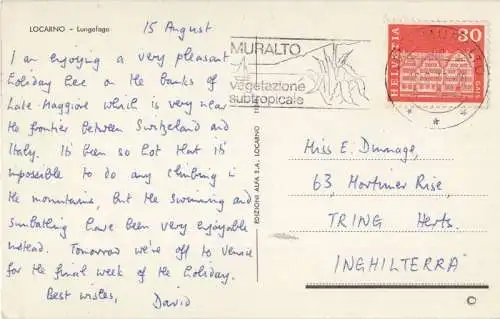 LOCARNO - Lungolago
15 August
I am enjoying a very pleasant
holiday here on the banks of
Lake Maggiore which is very near
the frontier between Switzerland and
Italy. It's been so hot that it's
impossible to do any climbing in
the mountains, but the swimming and
sunbathing have been very enjoyable
instead. Tomorrow we're off to Venice
for the final week of the holiday.
Best wishes,
David
EDIZIONI ALFA S.A., LOCARNO
MURALTO
vegetazione
subtropicale
HELVETIA
30
Miss E. Dunnage,
63, Mortimer Rise,
TRING Herts.
INGHILTERRA